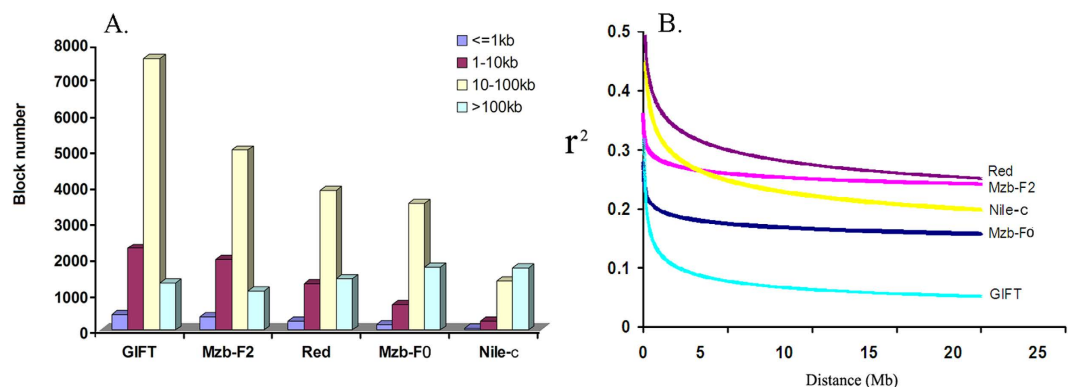 A.
<=1kb
1-10kb
10-100kb
>100kb
Block number
8000
7000
6000
5000
4000
3000
2000
1000
0
GIFT Mzb-F2 Red Mzb-F0 Nile-c
B.
r²
0.5
0.4
0.3
0.2
0.1
0
Red
Mzb-F2
Nile-c
Mzb-F0
GIFT
0 5 10 15 20 25
Distance (Mb)